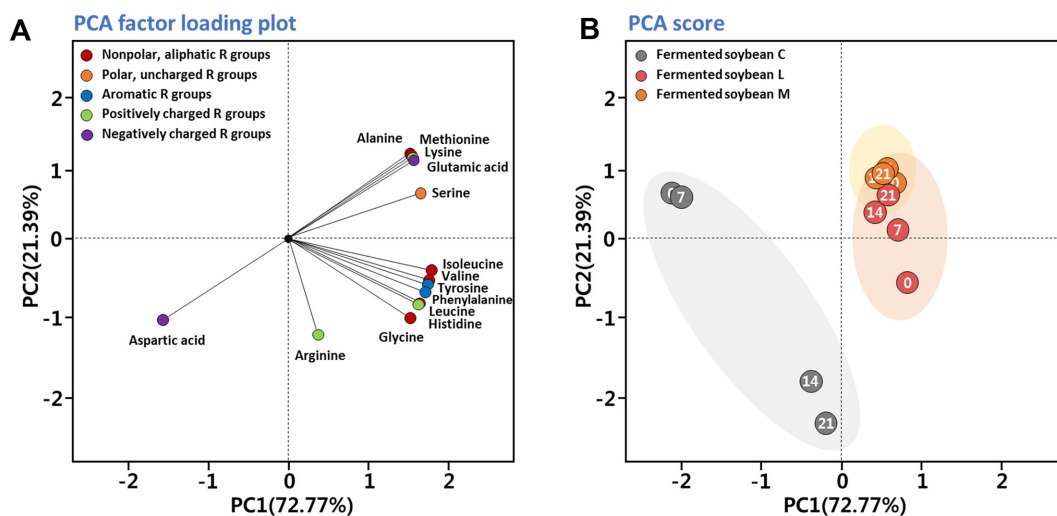 A
PCA factor loading plot
Nonpolar, aliphatic R groups
Polar, uncharged R groups
Aromatic R groups
Positively charged R groups
Negatively charged R groups
Alanine
Methionine
Lysine
Glutamic acid
Serine
Isoleucine
Valine
Tyrosine
Phenylalanine
Leucine
Histidine
Glycine
Arginine
Aspartic acid
PC2(21.39%)
2
1
0
-1
-2
-2
-1
0
1
2
PC1(72.77%)
B
PCA score
Fermented soybean C
Fermented soybean L
Fermented soybean M
7
21
21
14
7
0
14
21
PC2(21.39%)
2
1
0
-1
-2
-2
-1
0
1
2
PC1(72.77%)